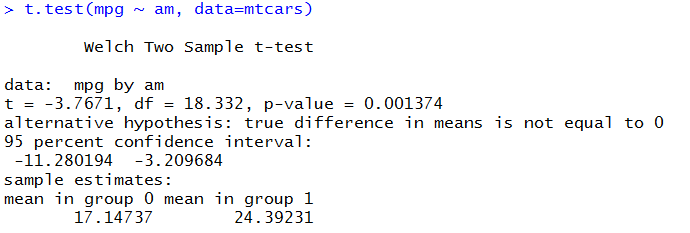 > t.test(mpg ~ am, data=mtcars)
Welch Two Sample t-test
data:  mpg by am
t = -3.7671, df = 18.332, p-value = 0.001374
alternative hypothesis: true difference in means is not equal to 0
95 percent confidence interval:
-11.280194  -3.209684
sample estimates:
mean in group 0 mean in group 1
17.14737        24.39231